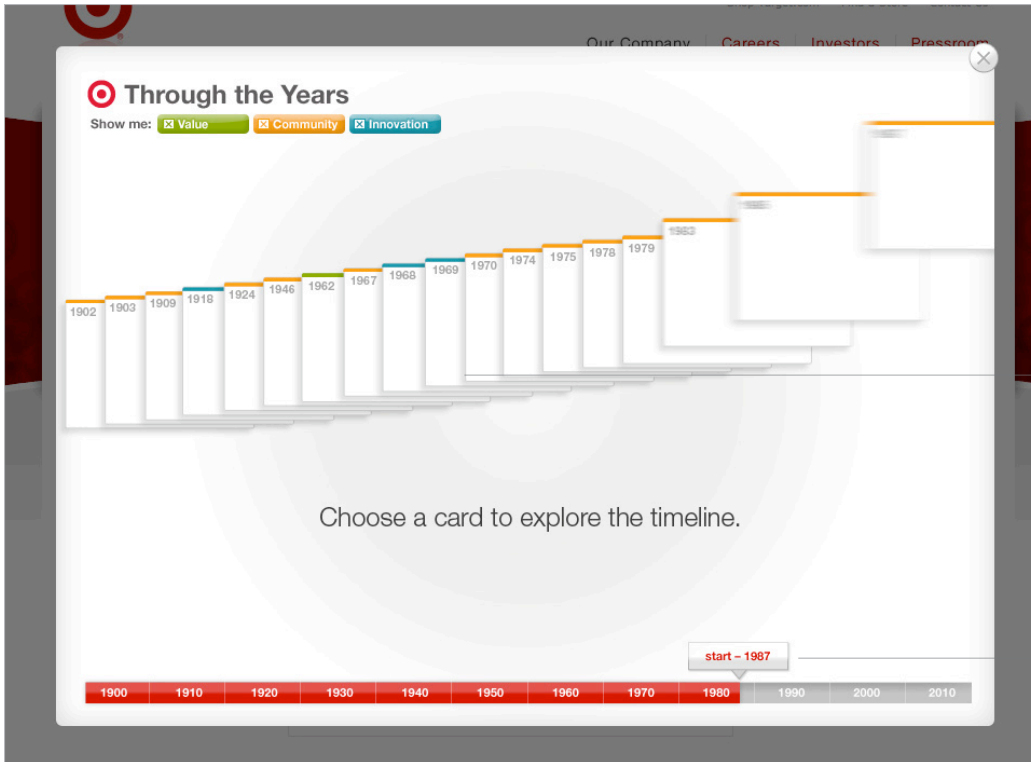 Our Company Careers Investors Pressroom
Through the Years
Show me: Value Community Innovation
1902 1903 1909 1918 1924 1946 1962 1967 1968 1969 1970 1974 1975 1978 1979 1983
Choose a card to explore the timeline.
start – 1987
1900 1910 1920 1930 1940 1950 1960 1970 1980 1990 2000 2010